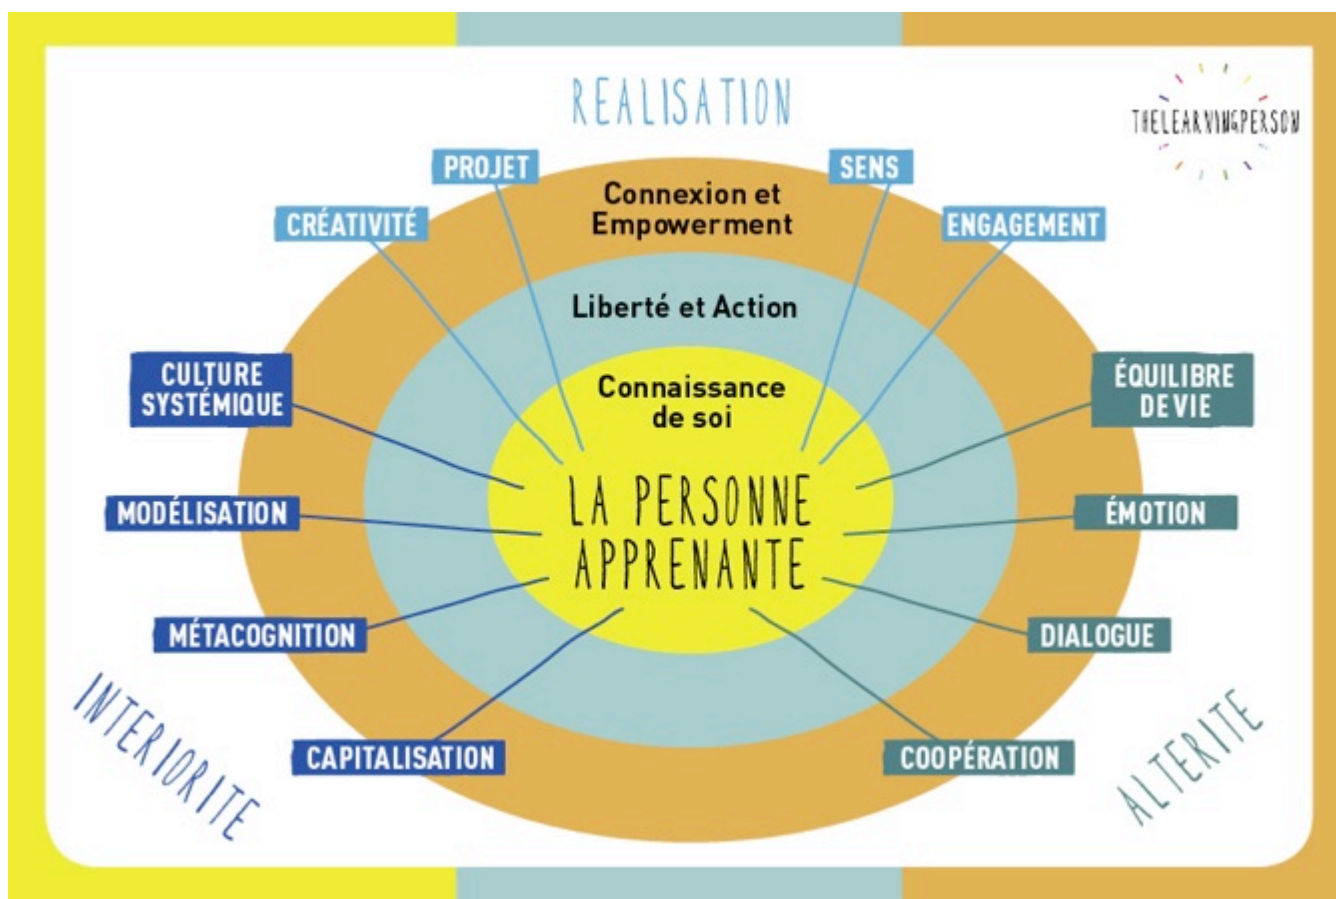 REALISATION
THELEARNINGPERSON
PROJET
SENS
CRÉATIVITÉ
ENGAGEMENT
Connexion et
Empowerment
Liberté et Action
Connaissance
de soi
LA PERSONNE
APPRENANTE
CULTURE
SYSTÉMIQUE
MODÉLISATION
MÉTACOGNITION
CAPITALISATION
INTERIORITE
ÉQUILIBRE
DE VIE
ÉMOTION
DIALOGUE
COOPÉRATION
ALTERITE